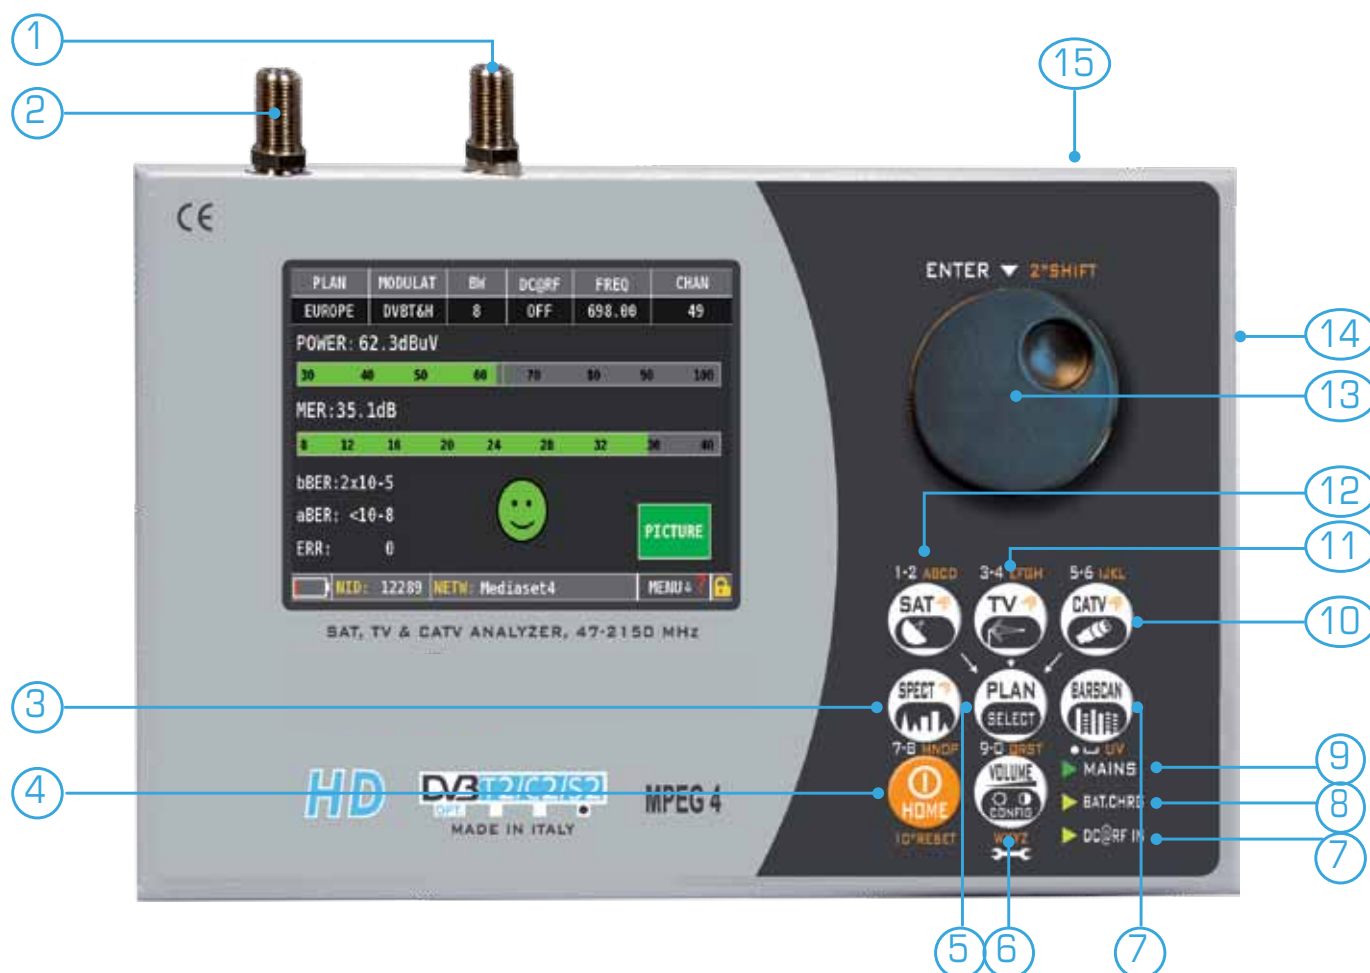 1
2
15
CE
ENTER ▼ 2"SHIFT
PLAN MODULAT BW DC@RF FREQ CHAN
EUROPE DVBT&H 8 OFF 698.00 49
POWER: 62.3dBuV
30 40 50 60 70 80 90 100
14
13
MER:35.1dB
8 12 16 20 24 28 32 36 40
bBER:2x10-5
aBER: <10-8
ERR: 0
PICTURE
12
11
NID: 12289 NETW: Mediaset4 MENU ?
1-2 ABCD 3-4 EFGH 5-6 IJKL
SAT TV CATV
10
SAT, TV & CATV ANALYZER, 47-2150 MHz
3
SPECT PLAN SELECT BARSCAN
7-8 MNOP 9-0 QRST UV
4
HD DVB T2/C2/S2 MPEG 4
OPT.
MADE IN ITALY
HOME VOLUME CONFIG
10"RESET WXYZ
MAINS 9
BAT.CHRG 8
DC@RF IN 7
5 6 7